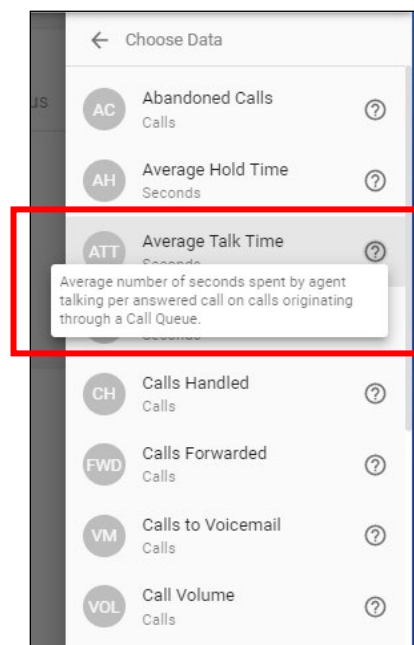 us
← Choose Data
AC Abandoned Calls
Calls
AH Average Hold Time
Seconds
ATT Average Talk Time
Seconds
Average number of seconds spent by agent
talking per answered call on calls originating
through a Call Queue.
Seconds
CH Calls Handled
Calls
FWD Calls Forwarded
Calls
VM Calls to Voicemail
Calls
VOL Call Volume
Calls